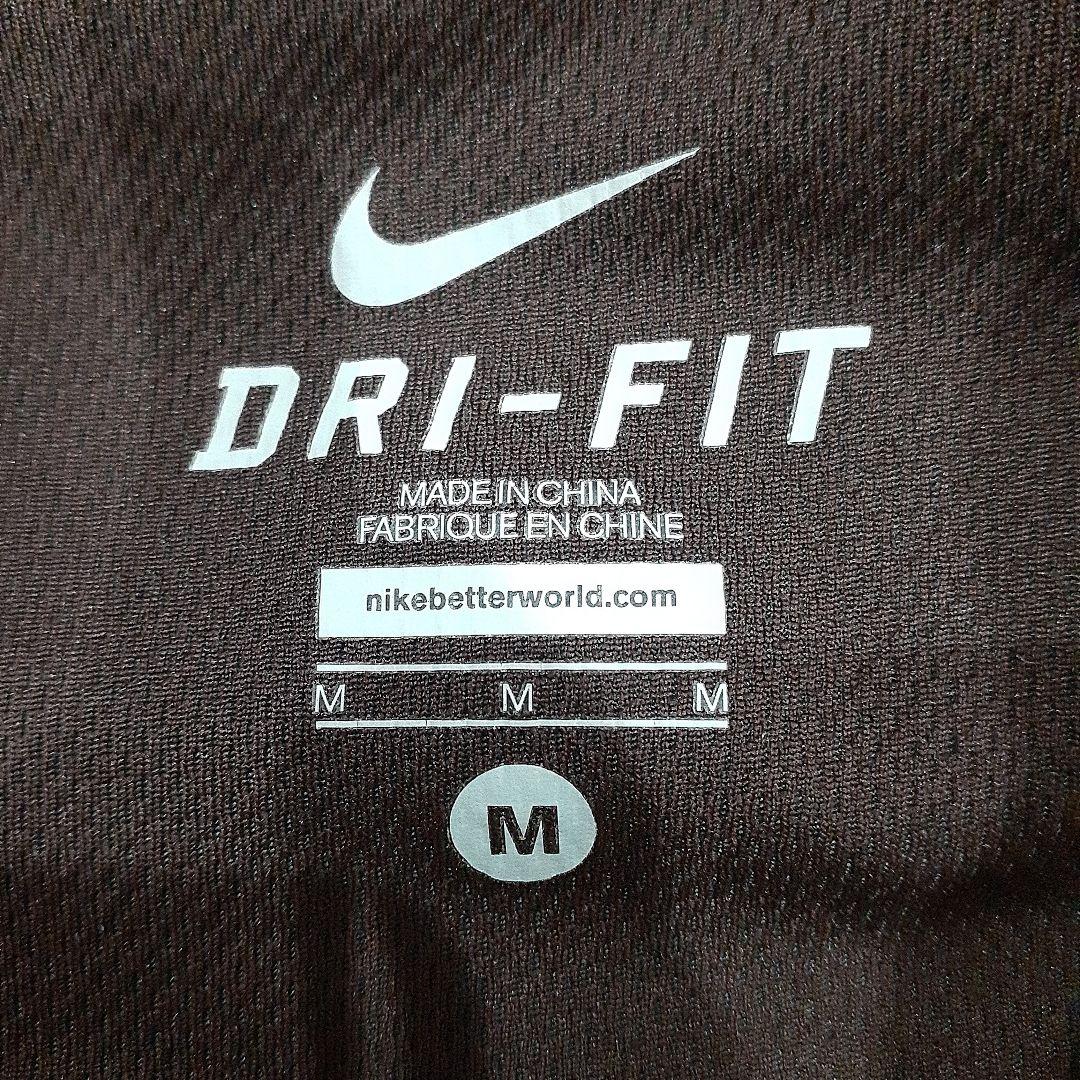 DRI-FIT
MADE IN CHINA
FABRIQUE EN CHINE
nikebetterworld.com
M M M
M